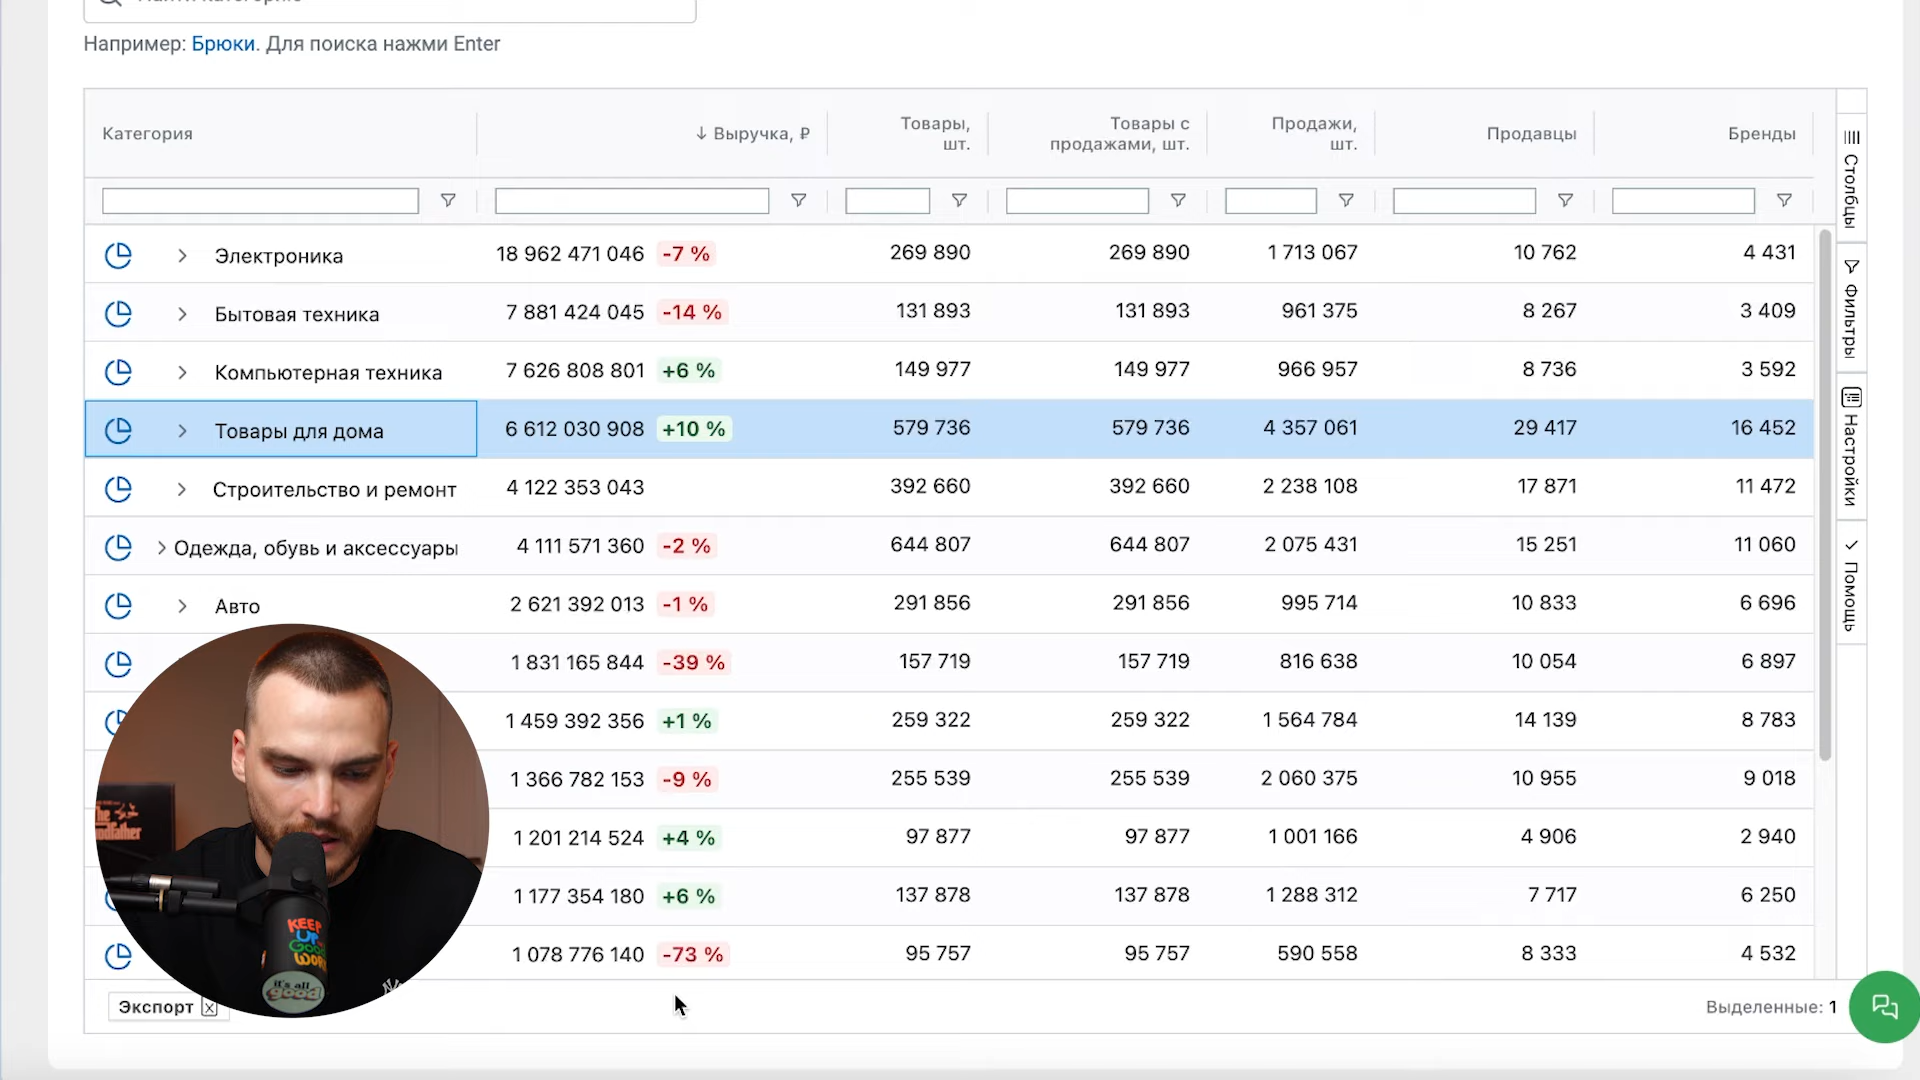 Например: Брюки. Для поиска нажми Enter
Категория
↓ Выручка, ₽
Товары, шт.
Товары с продажами, шт.
Продажи, шт.
Продавцы
Бренды
Электроника 18 962 471 046 -7 % 269 890 269 890 1 713 067 10 762 4 431
Бытовая техника 7 881 424 045 -14 % 131 893 131 893 961 375 8 267 3 409
Компьютерная техника 7 626 808 801 +6 % 149 977 149 977 966 957 8 736 3 592
Товары для дома 6 612 030 908 +10 % 579 736 579 736 4 357 061 29 417 16 452
Строительство и ремонт 4 122 353 043 392 660 392 660 2 238 108 17 871 11 472
Одежда, обувь и аксессуары 4 111 571 360 -2 % 644 807 644 807 2 075 431 15 251 11 060
Авто 2 621 392 013 -1 % 291 856 291 856 995 714 10 833 6 696
1 831 165 844 -39 % 157 719 157 719 816 638 10 054 6 897
1 459 392 356 +1 % 259 322 259 322 1 564 784 14 139 8 783
1 366 782 153 -9 % 255 539 255 539 2 060 375 10 955 9 018
1 201 214 524 +4 % 97 877 97 877 1 001 166 4 906 2 940
1 177 354 180 +6 % 137 878 137 878 1 288 312 7 717 6 250
1 078 776 140 -73 % 95 757 95 757 590 558 8 333 4 532
Экспорт
Выделенные: 1
Столбцы
Фильтры
Настройки
Помощь
KEEP
UP
GOOD
WORK
it's all
good